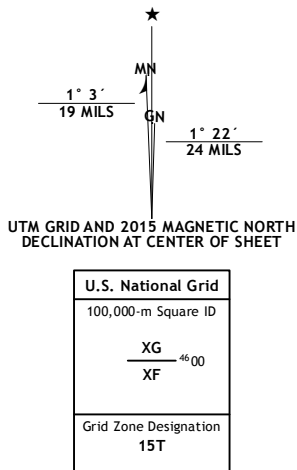 ★
MN
1° 3´
19 MILS
GN
1° 22´
24 MILS
UTM GRID AND 2015 MAGNETIC NORTH
DECLINATION AT CENTER OF SHEET
U.S. National Grid
100,000-m Square ID
XG
4600
XF
Grid Zone Designation
15T